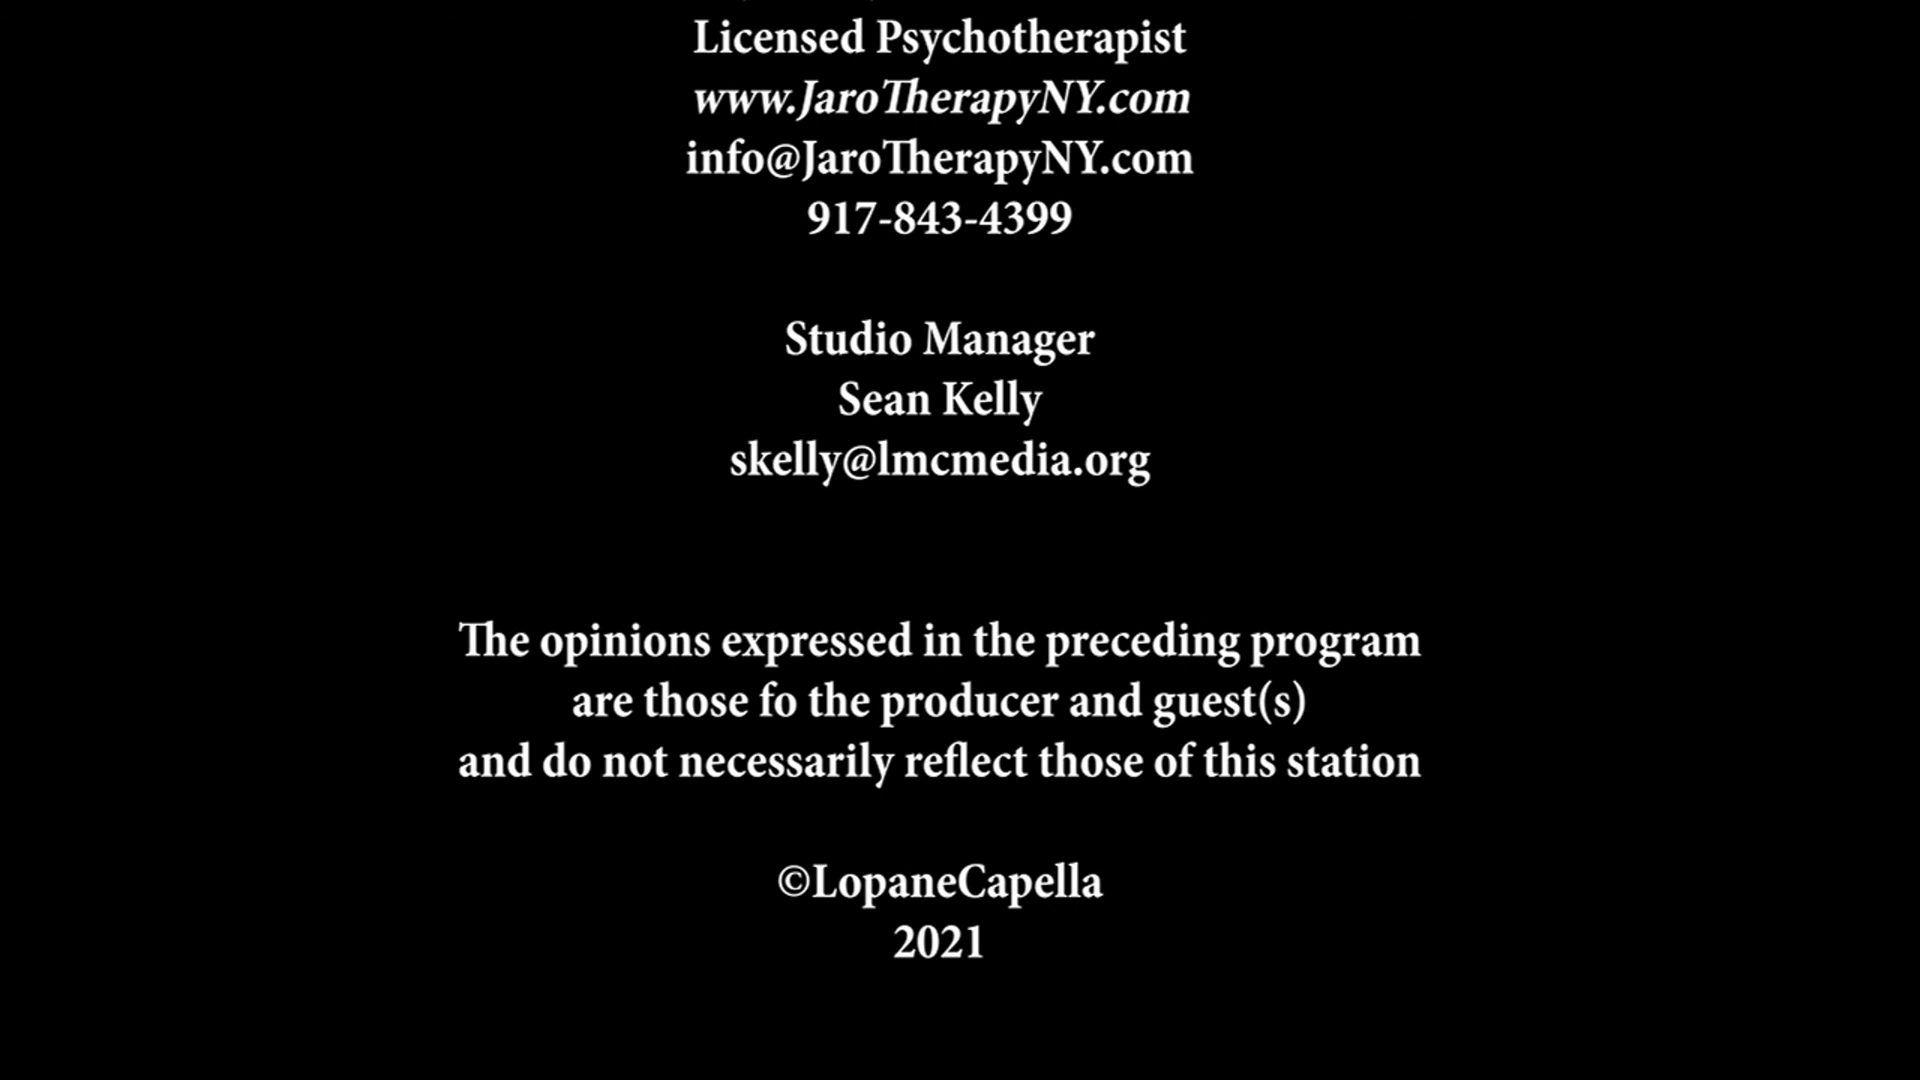 Licensed Psychotherapist
www.JaroTherapyNY.com
info@JaroTherapyNY.com
917-843-4399
Studio Manager
Sean Kelly
skelly@lmcmedia.org
The opinions expressed in the preceding program
are those fo the producer and guest(s)
and do not necessarily reflect those of this station
©LopaneCapella
2021